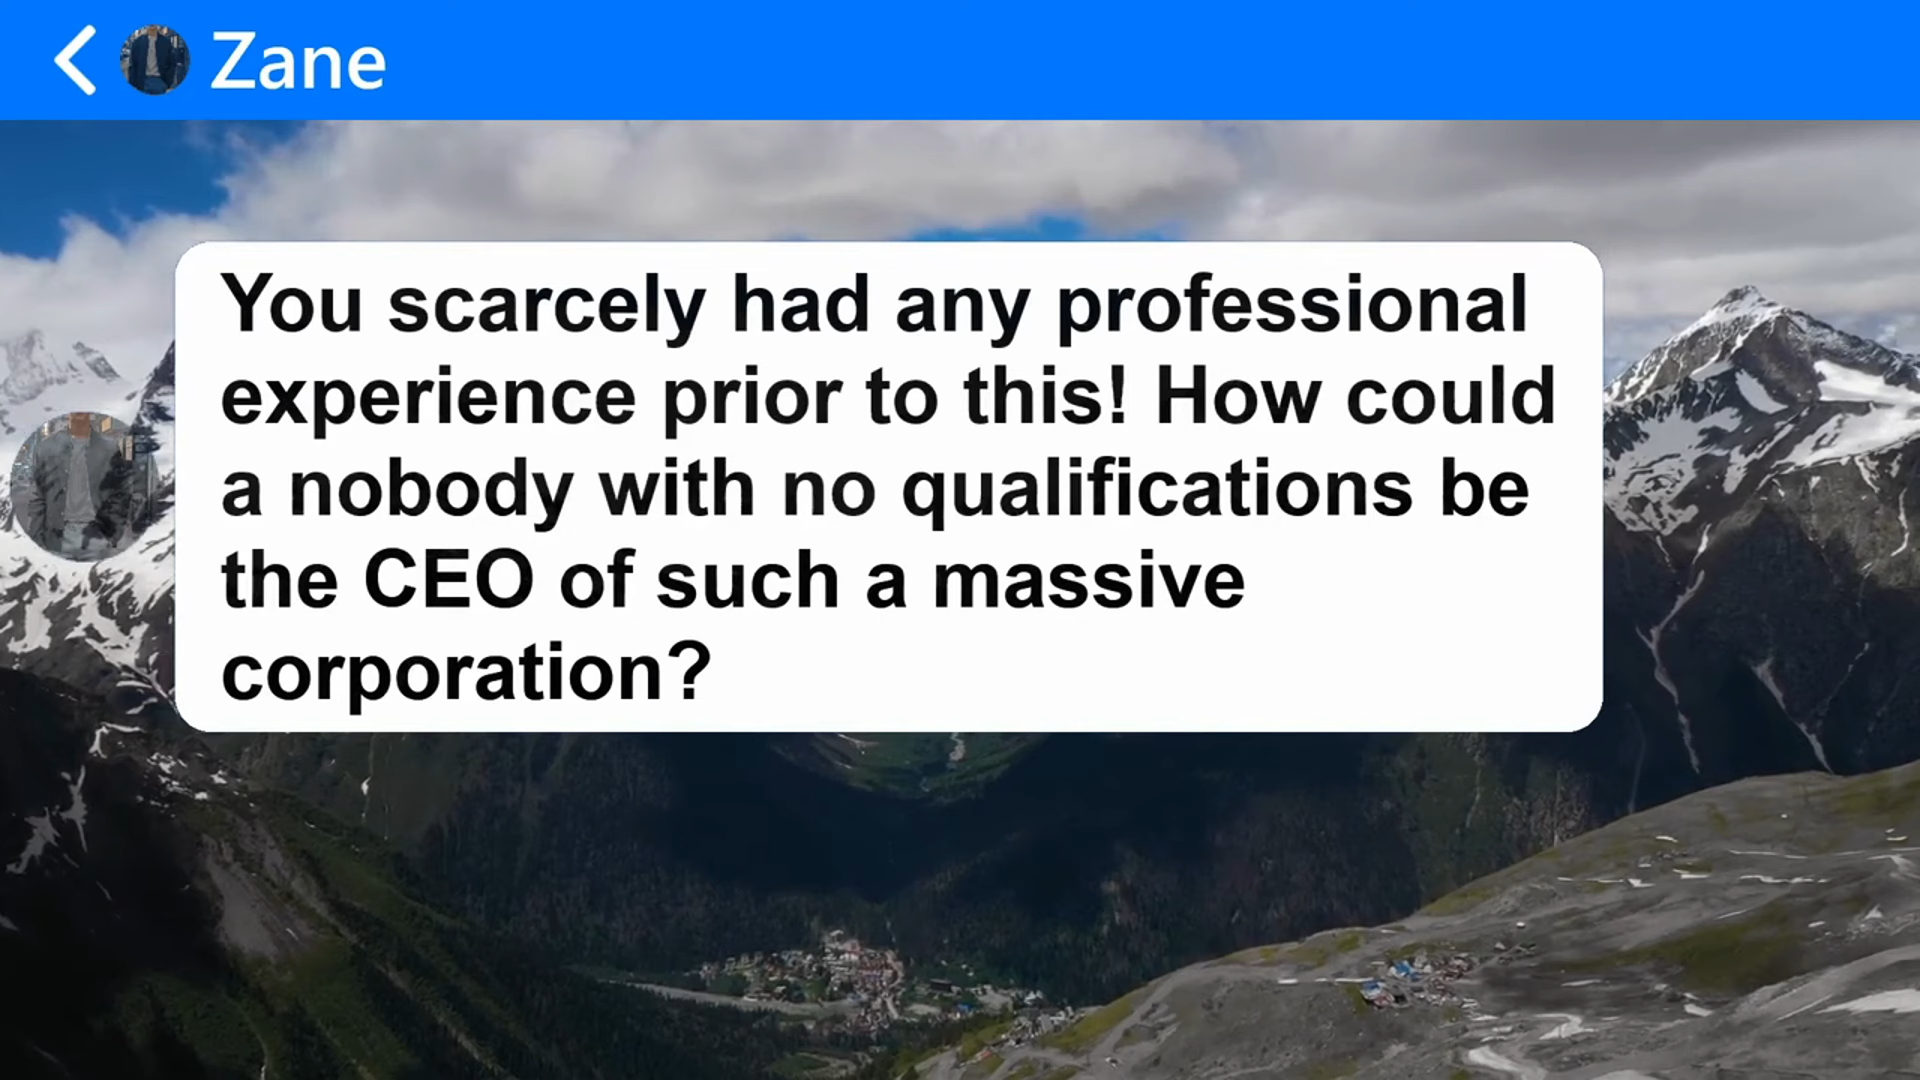 Zane
You scarcely had any professional
experience prior to this! How could
a nobody with no qualifications be
the CEO of such a massive
corporation?